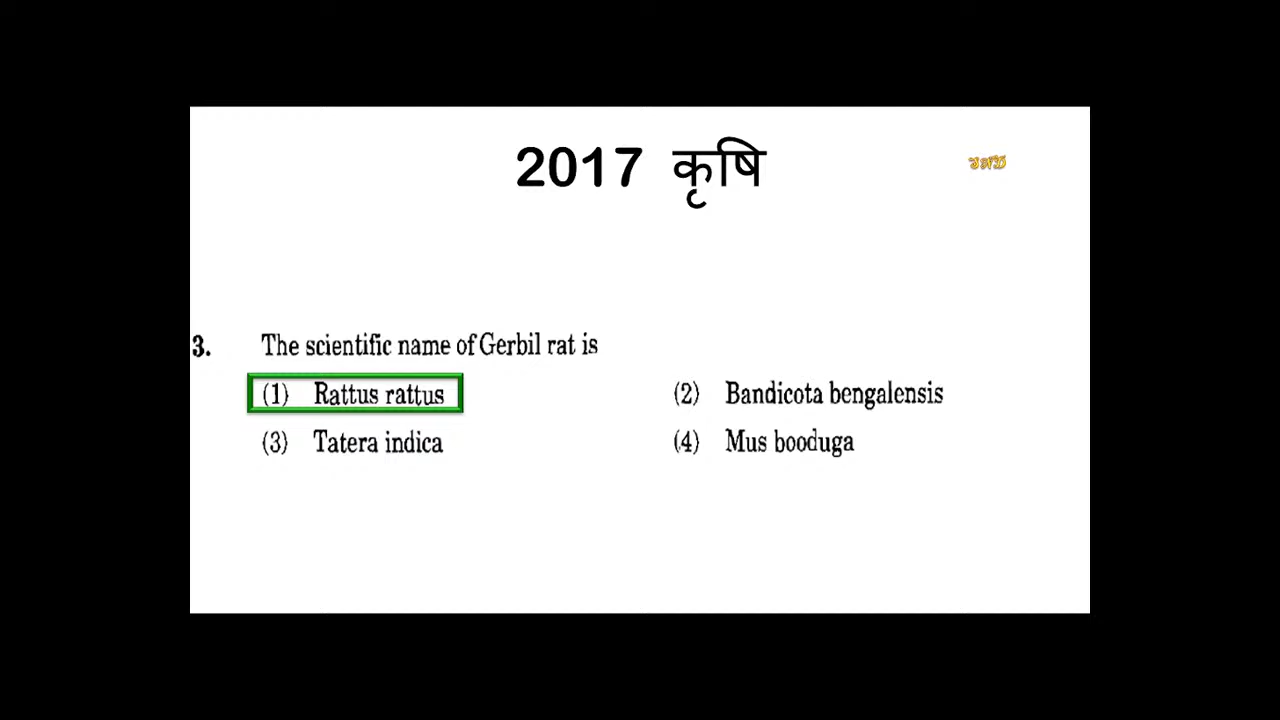 2017 कृषि
3. The scientific name of Gerbil rat is
(1) Rattus rattus (2) Bandicota bengalensis
(3) Tatera indica (4) Mus booduga